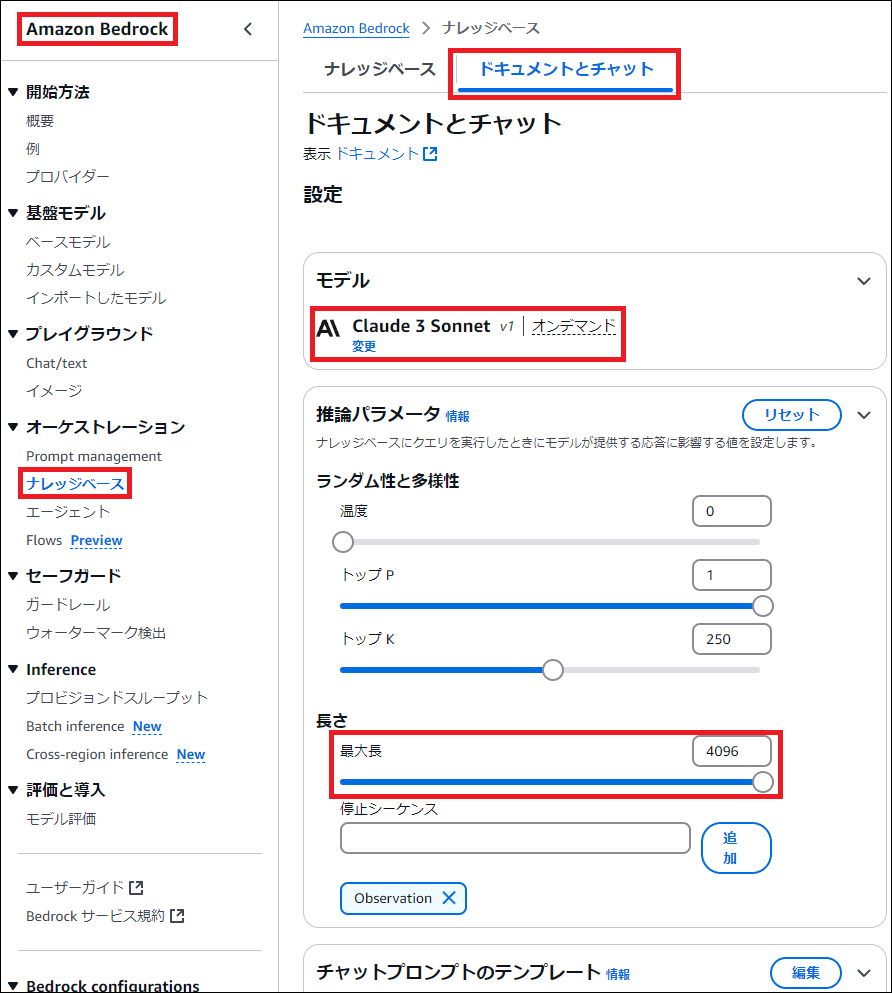 Amazon Bedrock
開始方法
概要
例
プロバイダー
基盤モデル
ベースモデル
カスタムモデル
インポートしたモデル
プレイグラウンド
Chat/text
イメージ
オーケストレーション
Prompt management
ナレッジベース
エージェント
Flows Preview
セーフガード
ガードレール
ウォーターマーク検出
Inference
プロビジョンドスループット
Batch inference New
Cross-region inference New
評価と導入
モデル評価
ユーザーガイド
Bedrock サービス規約
Bedrock configurations
Amazon Bedrock > ナレッジベース
ナレッジベース
ドキュメントとチャット
ドキュメントとチャット
表示 ドキュメント
設定
モデル
Claude 3 Sonnet v1 | オンデマンド
変更
推論パラメータ 情報
リセット
ナレッジベースにクエリを実行したときにモデルが提供する応答に影響する値を設定します。
ランダム性と多様性
温度
0
トップ P
1
トップ K
250
長さ
最大長
4096
停止シーケンス
追
加
Observation
チャットプロンプトのテンプレート 情報
編集